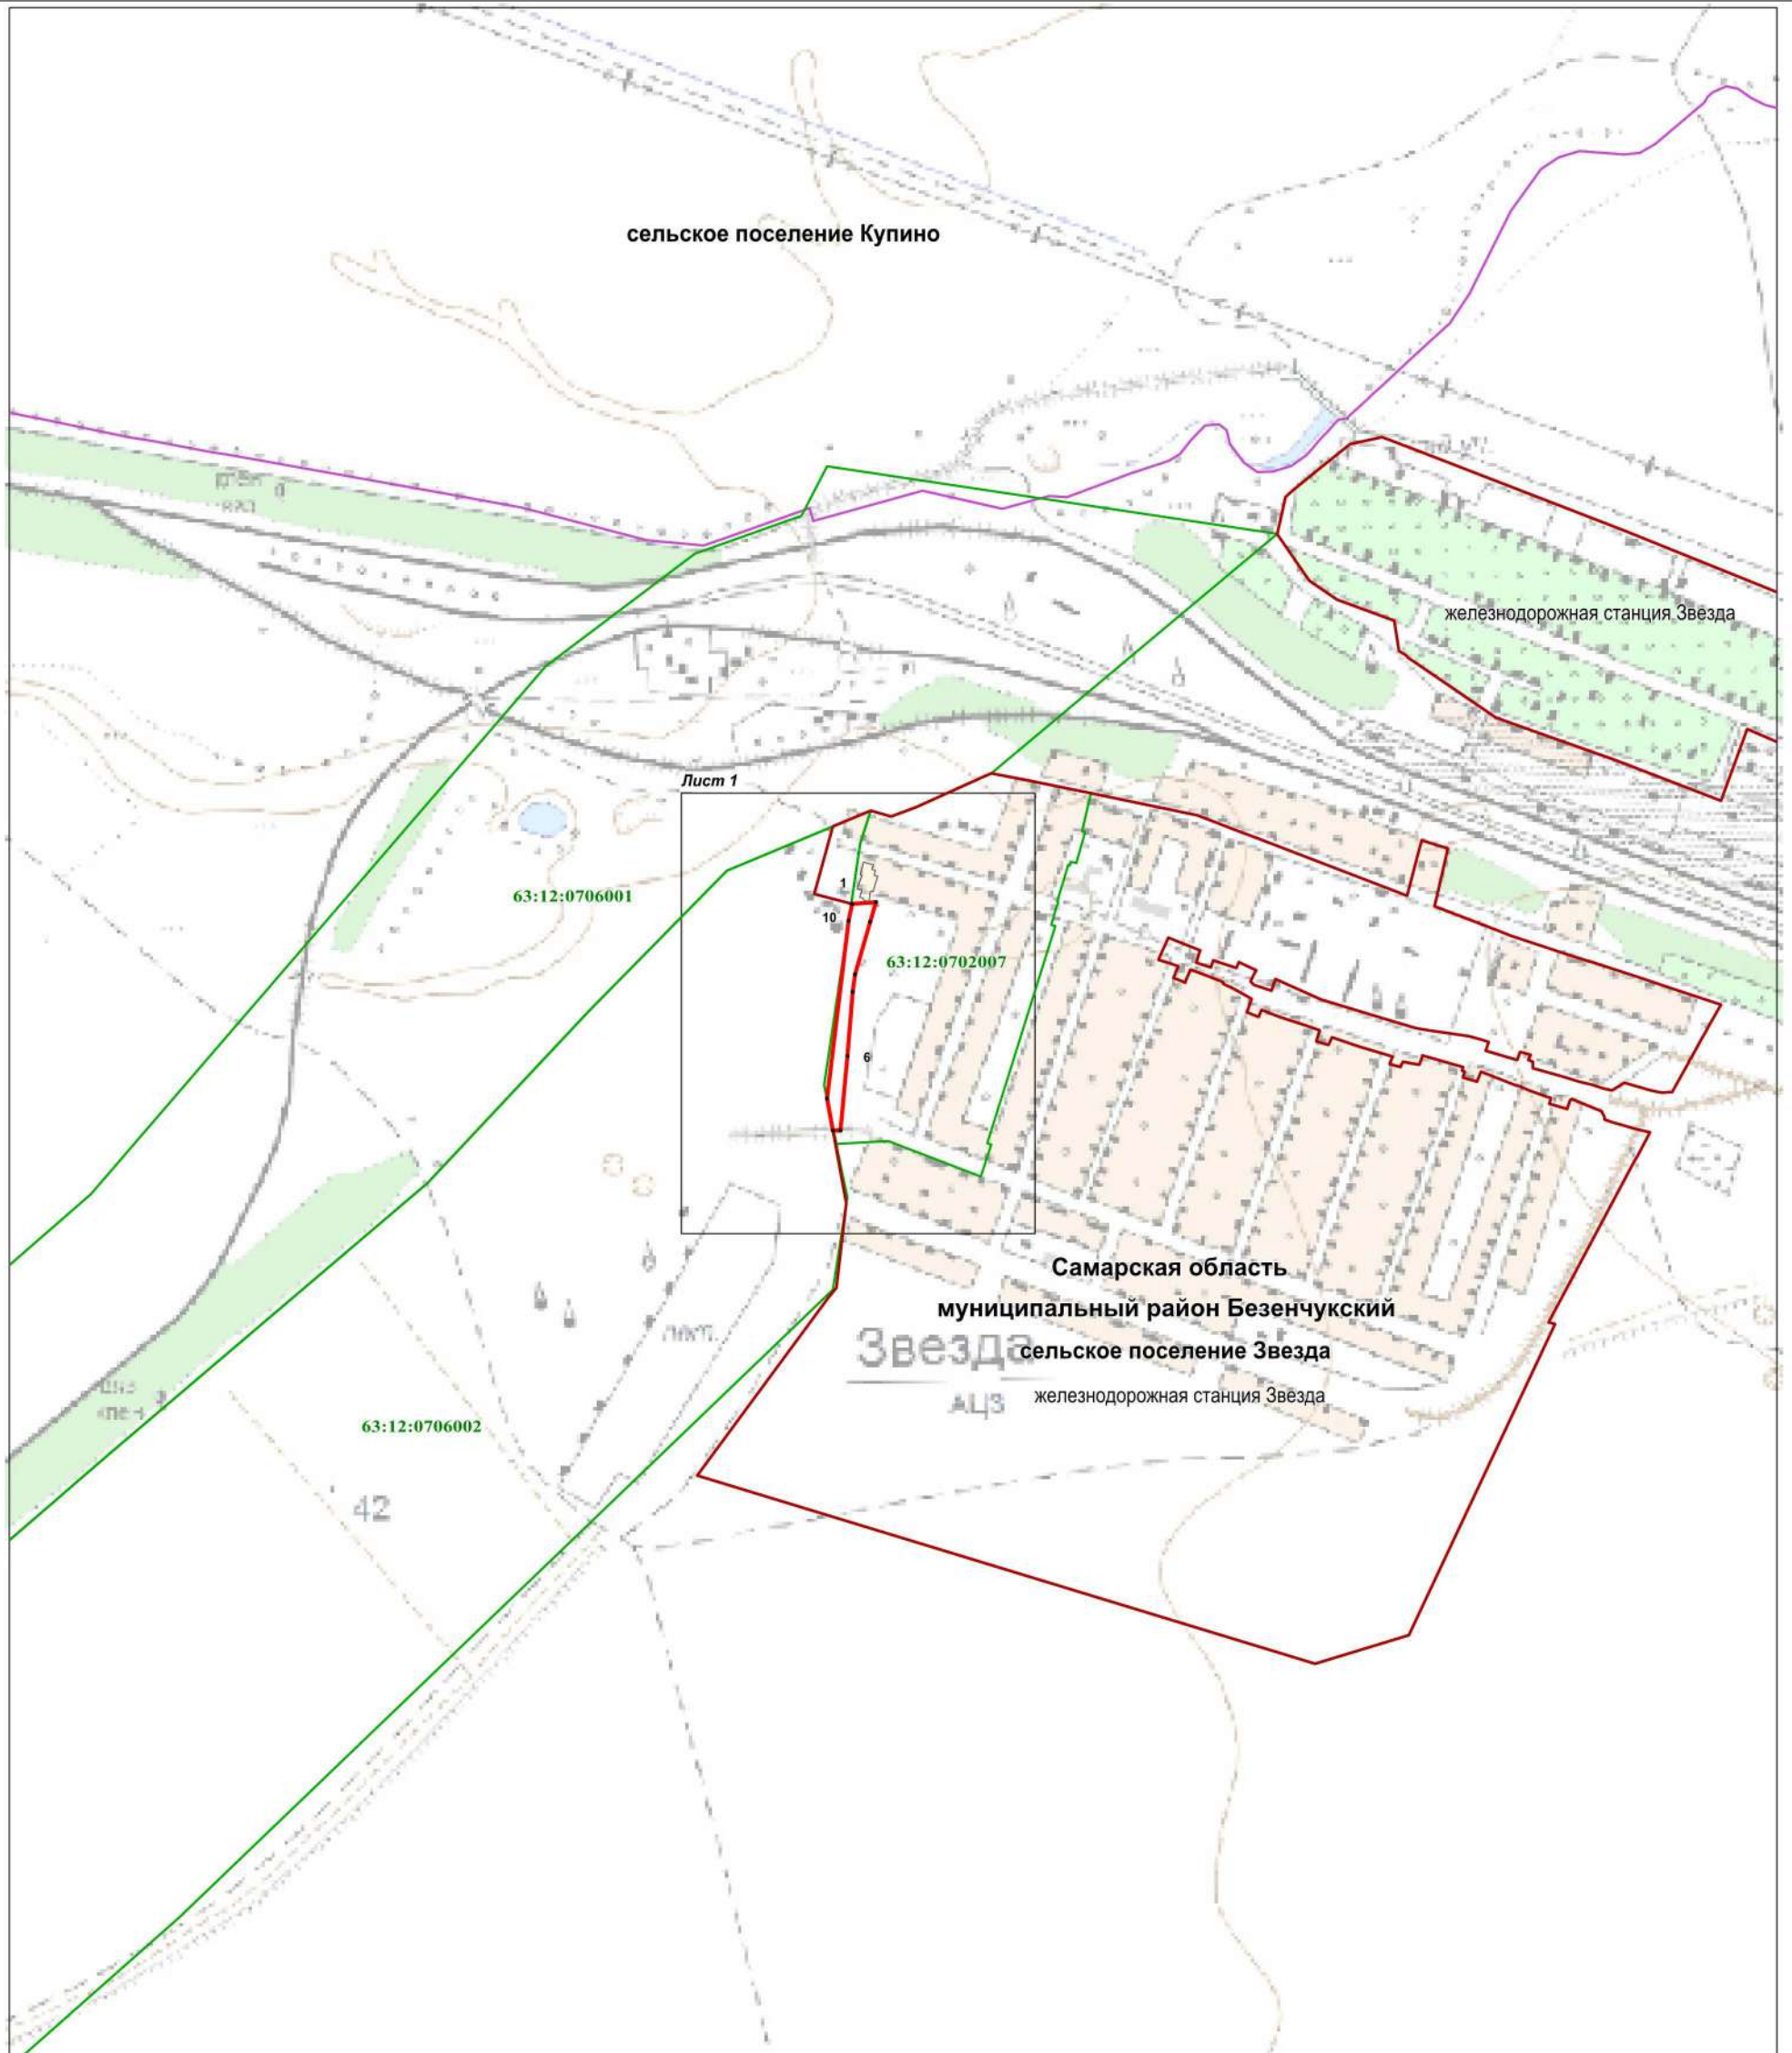 сельское поселение Купино
железнодорожная станция Звезда
Лист 1
63:12:0706001
1
10
63:12:0702007
6
Самарская область
муниципальный район Безенчукский
Звезда
сельское поселение Звезда
железнодорожная станция Звезда
АЦЗ
63:12:0706002
42